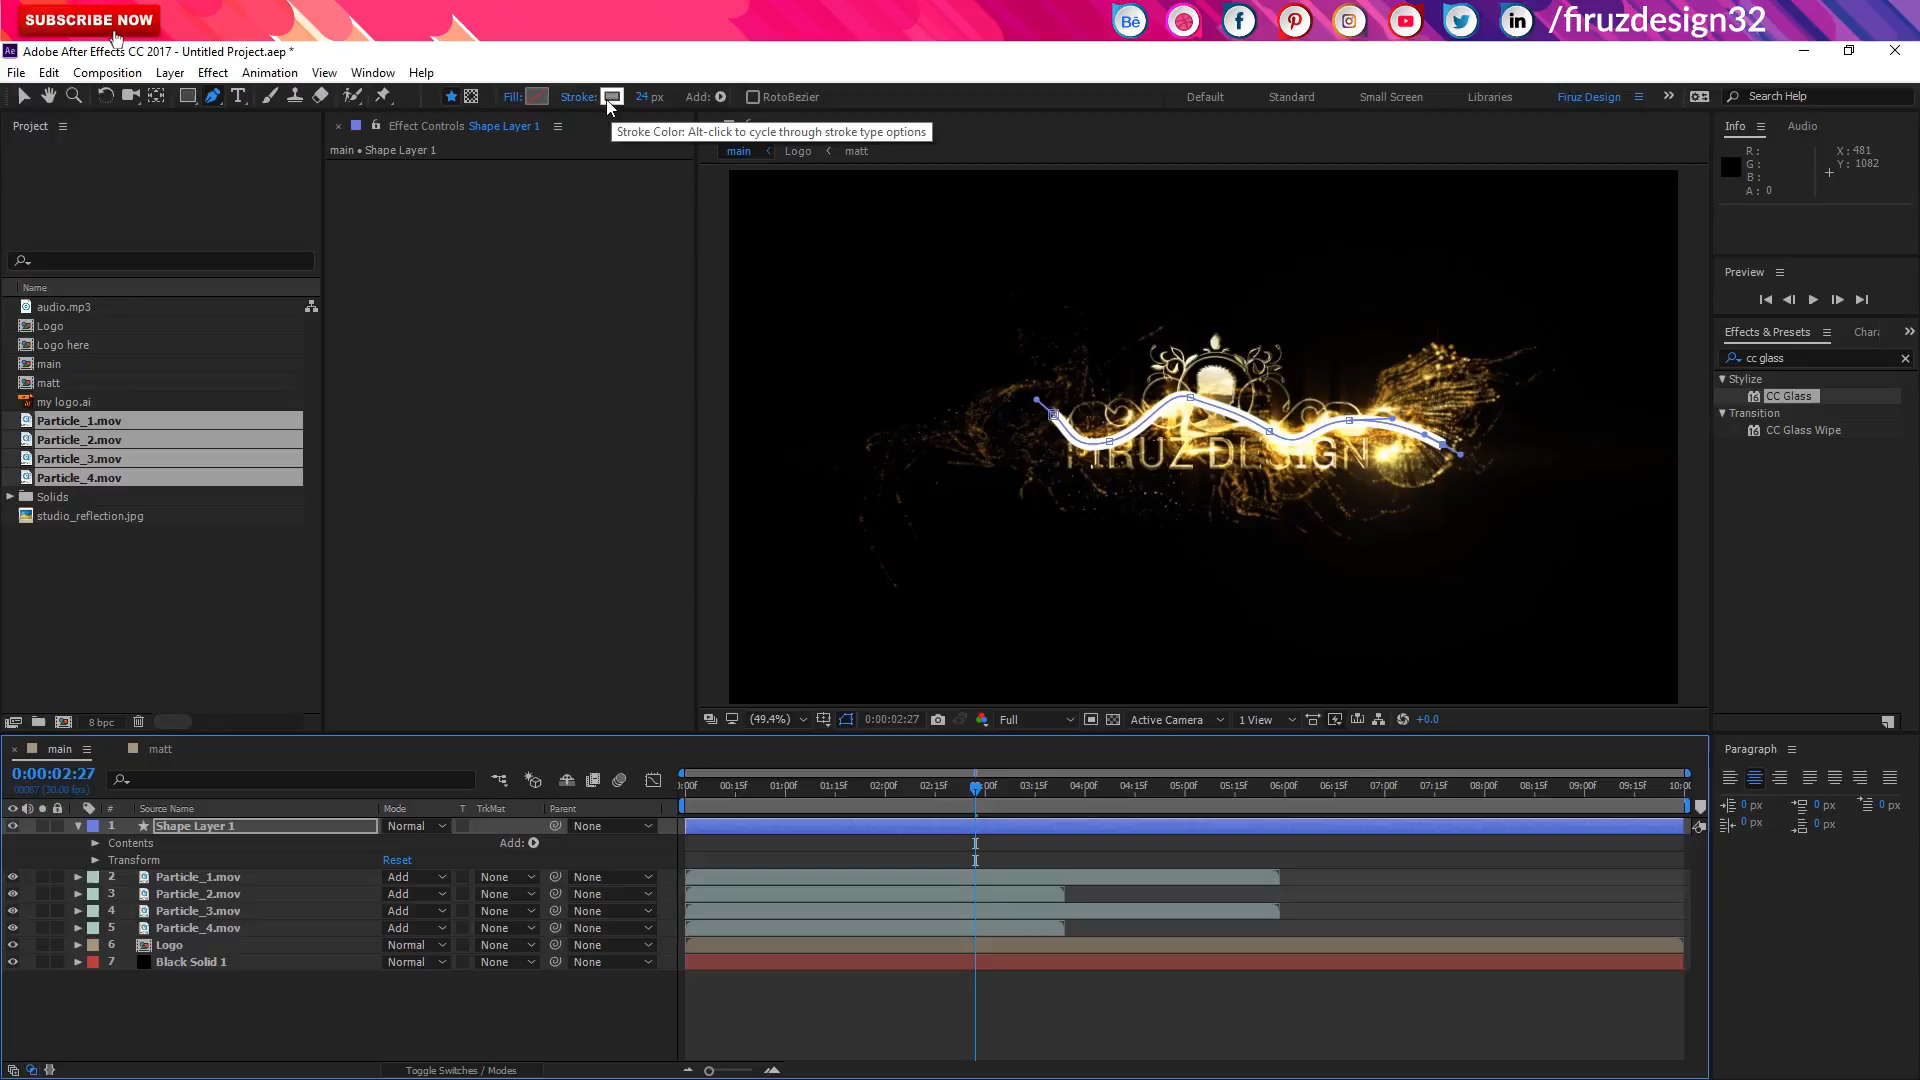 SUBSCRIBE NOW
/firuzdesign32
Adobe After Effects CC 2017 - Untitled Project.aep *
File Edit Composition Layer Effect Animation View Window Help
Fill: Stroke: 24 px Add: RotoBezier Default Standard Small Screen Libraries Firuz Design Search Help
Stroke Color: Alt-click to cycle through stroke type options
Project
Effect Controls Shape Layer 1
main • Shape Layer 1
main Logo matt
Info Audio
R:
G:
B:
A: 0
X: 481
Y: 1082
Preview
Effects & Presets Chara
cc glass
Stylize
CC Glass
Transition
CC Glass Wipe
Name
audio.mp3
Logo
Logo here
main
matt
my logo.ai
Particle_1.mov
Particle_2.mov
Particle_3.mov
Particle_4.mov
Solids
studio_reflection.jpg
8 bpc
FIRUZ DESIGN
(49.4%) 0:00:02:27 Full Active Camera 1 View +0.0
main matt
0:00:02:27
00087 (30.00 fps)
:00f 00:15f 01:00f 01:15f 02:00f 02:15f 03:15f 04:00f 04:15f 05:00f 05:15f 06:00f 06:15f 07:00f 07:15f 08:00f 08:15f 09:00f 09:15f 10:00
# Source Name Mode T TrkMat Parent
1 Shape Layer 1 Normal None
Contents Add:
Transform Reset
2 Particle_1.mov Add None None
3 Particle_2.mov Add None None
4 Particle_3.mov Add None None
5 Particle_4.mov Add None None
6 Logo Normal None None
7 Black Solid 1 Normal None None
Toggle Switches / Modes
Paragraph
0 px 0 px 0 px
0 px 0 px